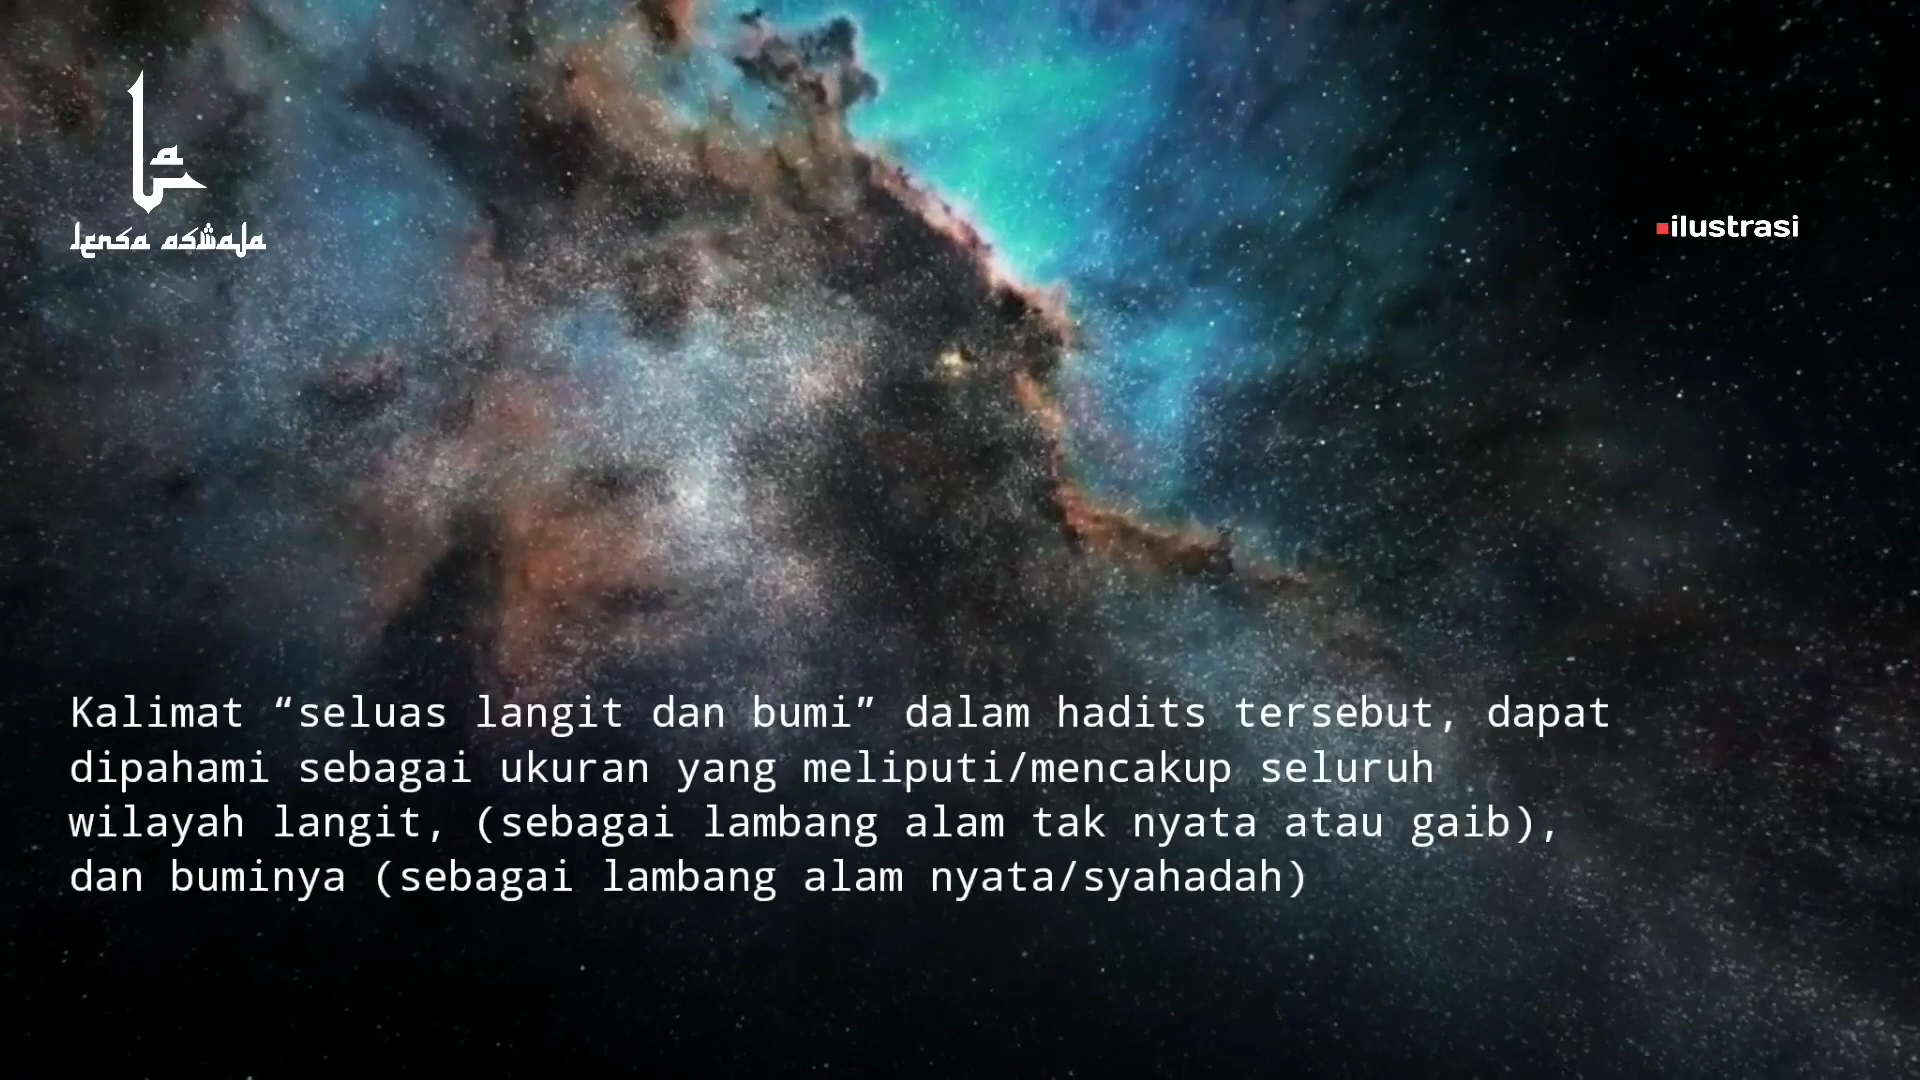 la
lensa aswaja
ilustrasi
Kalimat “seluas langit dan bumi” dalam hadits tersebut, dapat
dipahami sebagai ukuran yang meliputi/mencakup seluruh
wilayah langit, (sebagai lambang alam tak nyata atau gaib),
dan buminya (sebagai lambang alam nyata/syahadah)